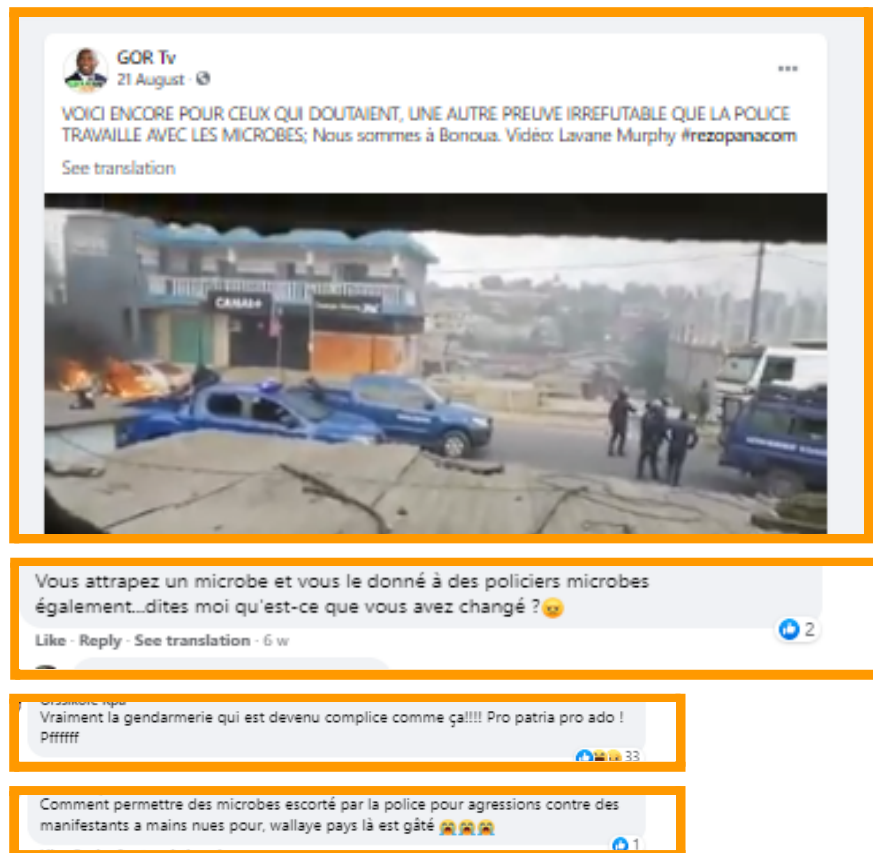 GOR Tv
21 August ·
VOICI ENCORE POUR CEUX QUI DOUTAIENT, UNE AUTRE PREUVE IRREFUTABLE QUE LA POLICE
TRAVAILLE AVEC LES MICROBES; Nous sommes à Bonoua. Vidéo: Lavane Murphy #rezopanacom
See translation
CANAL+
Vous attrapez un microbe et vous le donné à des policiers microbes
également...dites moi qu'est-ce que vous avez changé ?😠
2
Like · Reply · See translation · 6 w
Vraiment la gendarmerie qui est devenu complice comme ça!!!! Pro patria pro ado !
Pffffff
33
Comment permettre des microbes escorté par la police pour agressions contre des
manifestants a mains nues pour, wallaye pays là est gâté 😭😭😭
1